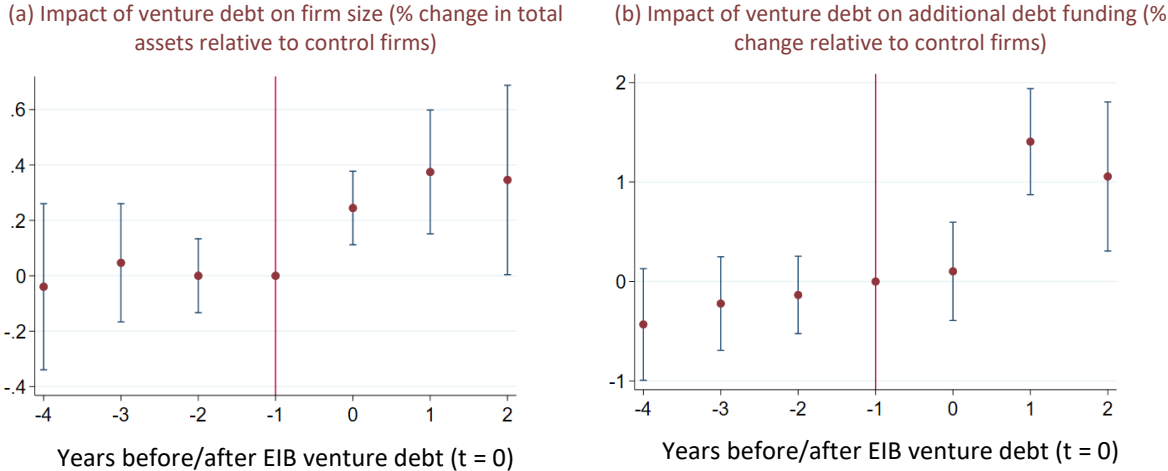 (a) Impact of venture debt on firm size (% change in total
assets relative to control firms)
.6
.4
.2
0
-.2
-.4
-4 -3 -2 -1 0 1 2
Years before/after EIB venture debt (t = 0)
(b) Impact of venture debt on additional debt funding (%
change relative to control firms)
2
1
0
-1
-4 -3 -2 -1 0 1 2
Years before/after EIB venture debt (t = 0)